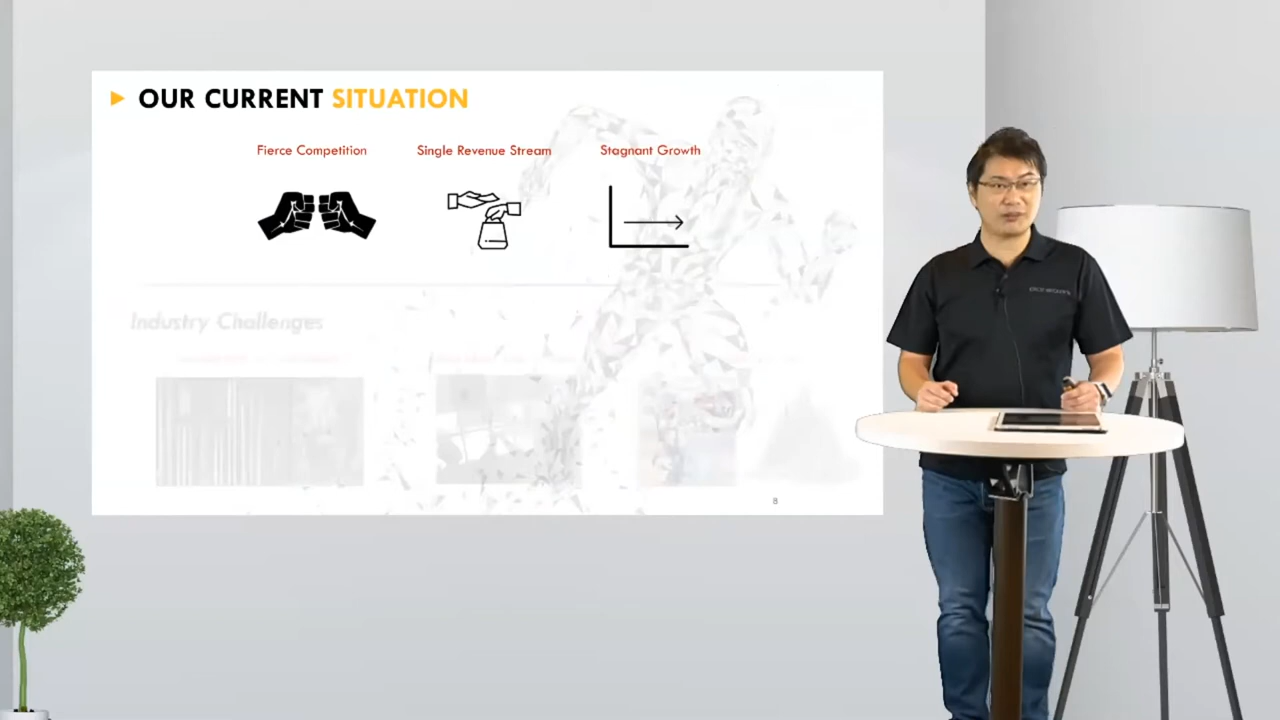 OUR CURRENT SITUATION
Fierce Competition
Single Revenue Stream
Stagnant Growth
Industry Challenges
8